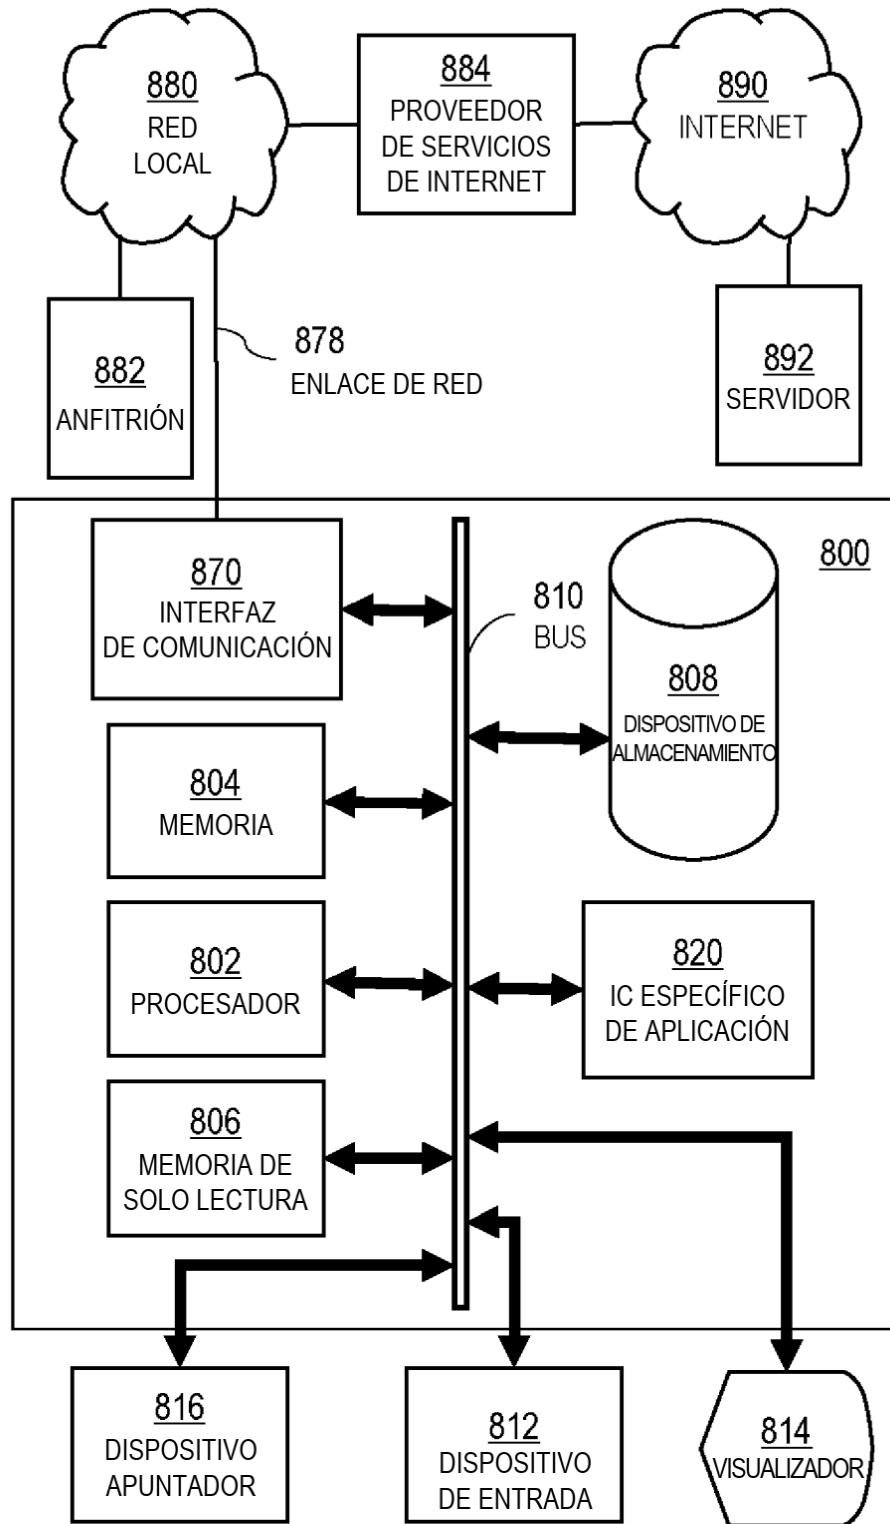 880
RED
LOCAL
884
PROVEEDOR
DE SERVICIOS
DE INTERNET
890
INTERNET
882
ANFITRIÓN
878
ENLACE DE RED
892
SERVIDOR
800
870
INTERFAZ
DE COMUNICACIÓN
810
BUS
808
DISPOSITIVO DE
ALMACENAMIENTO
804
MEMORIA
802
PROCESADOR
820
IC ESPECÍFICO
DE APLICACIÓN
806
MEMORIA DE
SOLO LECTURA
816
DISPOSITIVO
APUNTADOR
812
DISPOSITIVO
DE ENTRADA
814
VISUALIZADOR